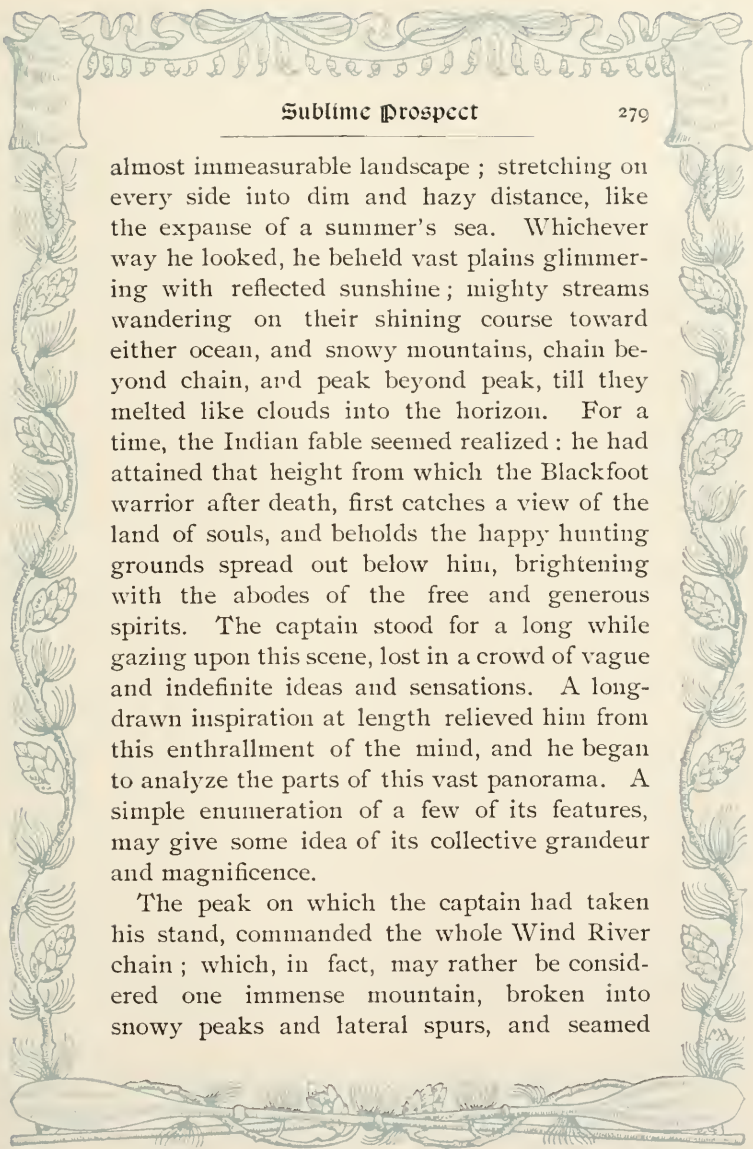 Sublime Prospect 279
almost immeasurable landscape ; stretching on
every side into dim and hazy distance, like
the expanse of a summer's sea. Whichever
way he looked, he beheld vast plains glimmer-
ing with reflected sunshine ; mighty streams
wandering on their shining course toward
either ocean, and snowy mountains, chain be-
yond chain, and peak beyond peak, till they
melted like clouds into the horizon. For a
time, the Indian fable seemed realized : he had
attained that height from which the Blackfoot
warrior after death, first catches a view of the
land of souls, and beholds the happy hunting
grounds spread out below him, brightening
with the abodes of the free and generous
spirits. The captain stood for a long while
gazing upon this scene, lost in a crowd of vague
and indefinite ideas and sensations. A long-
drawn inspiration at length relieved him from
this enthrallment of the mind, and he began
to analyze the parts of this vast panorama. A
simple enumeration of a few of its features,
may give some idea of its collective grandeur
and magnificence.
The peak on which the captain had taken
his stand, commanded the whole Wind River
chain ; which, in fact, may rather be consid-
ered one immense mountain, broken into
snowy peaks and lateral spurs, and seamed